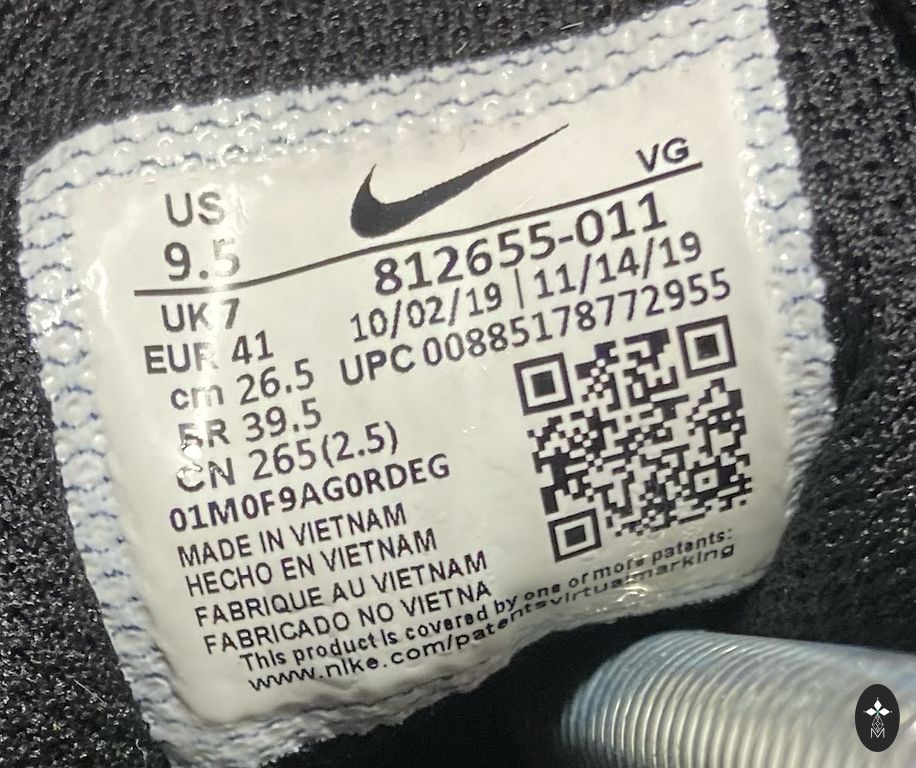 US
9.5
VG
812655-011
10/02/19 | 11/14/19
UPC 00885178772955
UK 7
EUR 41
cm 26.5
BR 39.5
CN 265(2.5)
01M0F9AG0RDEG
MADE IN VIETNAM
HECHO EN VIETNAM
FABRIQUE AU VIETNAM
FABRICADO NO VIETNA
This product is covered by one or more patents:
www.nike.com/patentsvirtualmarking
M